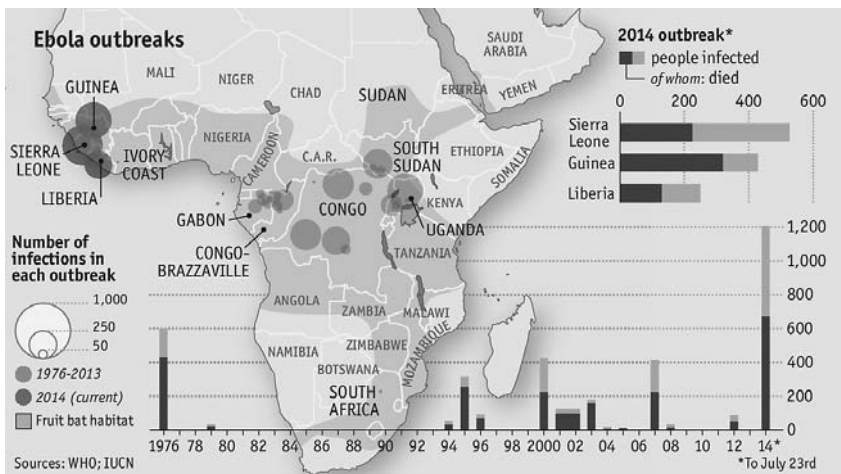 Ebola outbreaks
GUINEA
SIERRA
LEONE
IVORY
COAST
LIBERIA
MALI
NIGER
CHAD
SUDAN
ERITREA
SAUDI
ARABIA
YEMEN
NIGERIA
CAMEROON
C.A.R.
SOUTH
SUDAN
ETHIOPIA
SOMALIA
GABON
CONGO
KENYA
UGANDA
CONGO-
BRAZZAVILLE
TANZANIA
ANGOLA
ZAMBIA
MALAWI
MOZAMBIQUE
NAMIBIA
ZIMBABWE
BOTSWANA
SOUTH
AFRICA
2014 outbreak*
people infected
of whom: died
0 200 400 600
Sierra
Leone
Guinea
Liberia
Number of
infections in
each outbreak
1,000
250
50
1976-2013
2014 (current)
Fruit bat habitat
1,200
1,000
800
600
400
200
0
1976 78 80 82 84 86 88 90 92 94 96 98 2000 02 04 06 08 10 12 14*
Sources: WHO; IUCN
*To July 23rd